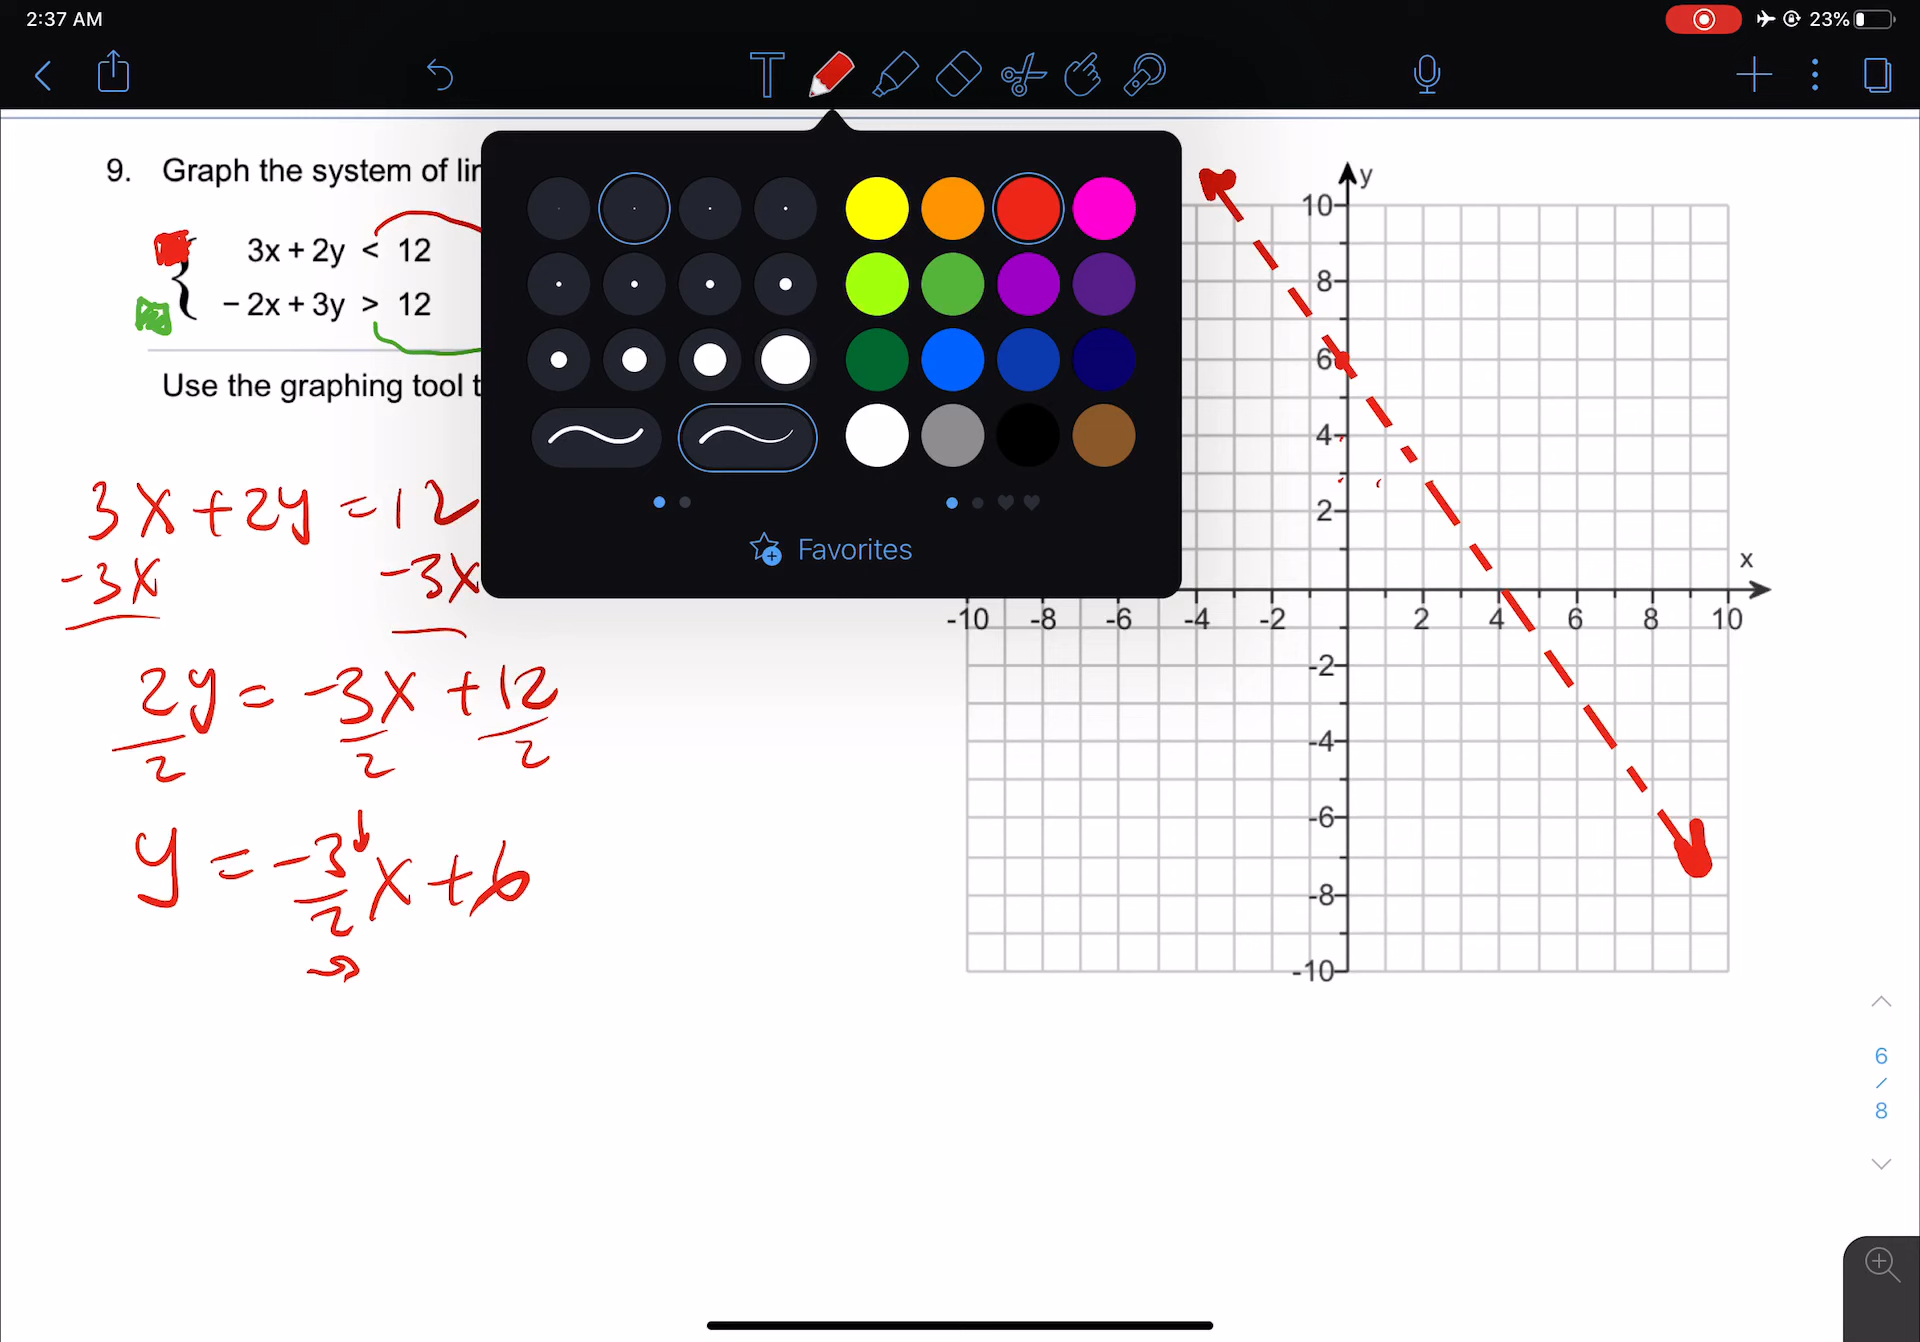 2:37 AM
23%
T
9. Graph the system of lin
3x + 2y < 12
- 2x + 3y > 12
Use the graphing tool t
Favorites
3x + 2y = 12
-3x -3x
2y = -3x + 12
2 2 2
y = -3/2 x + 6
y
10
8
6
4
2
x
-10 -8 -6 -4 -2 2 4 6 8 10
-2
-4
-6
-8
-10
6
/
8